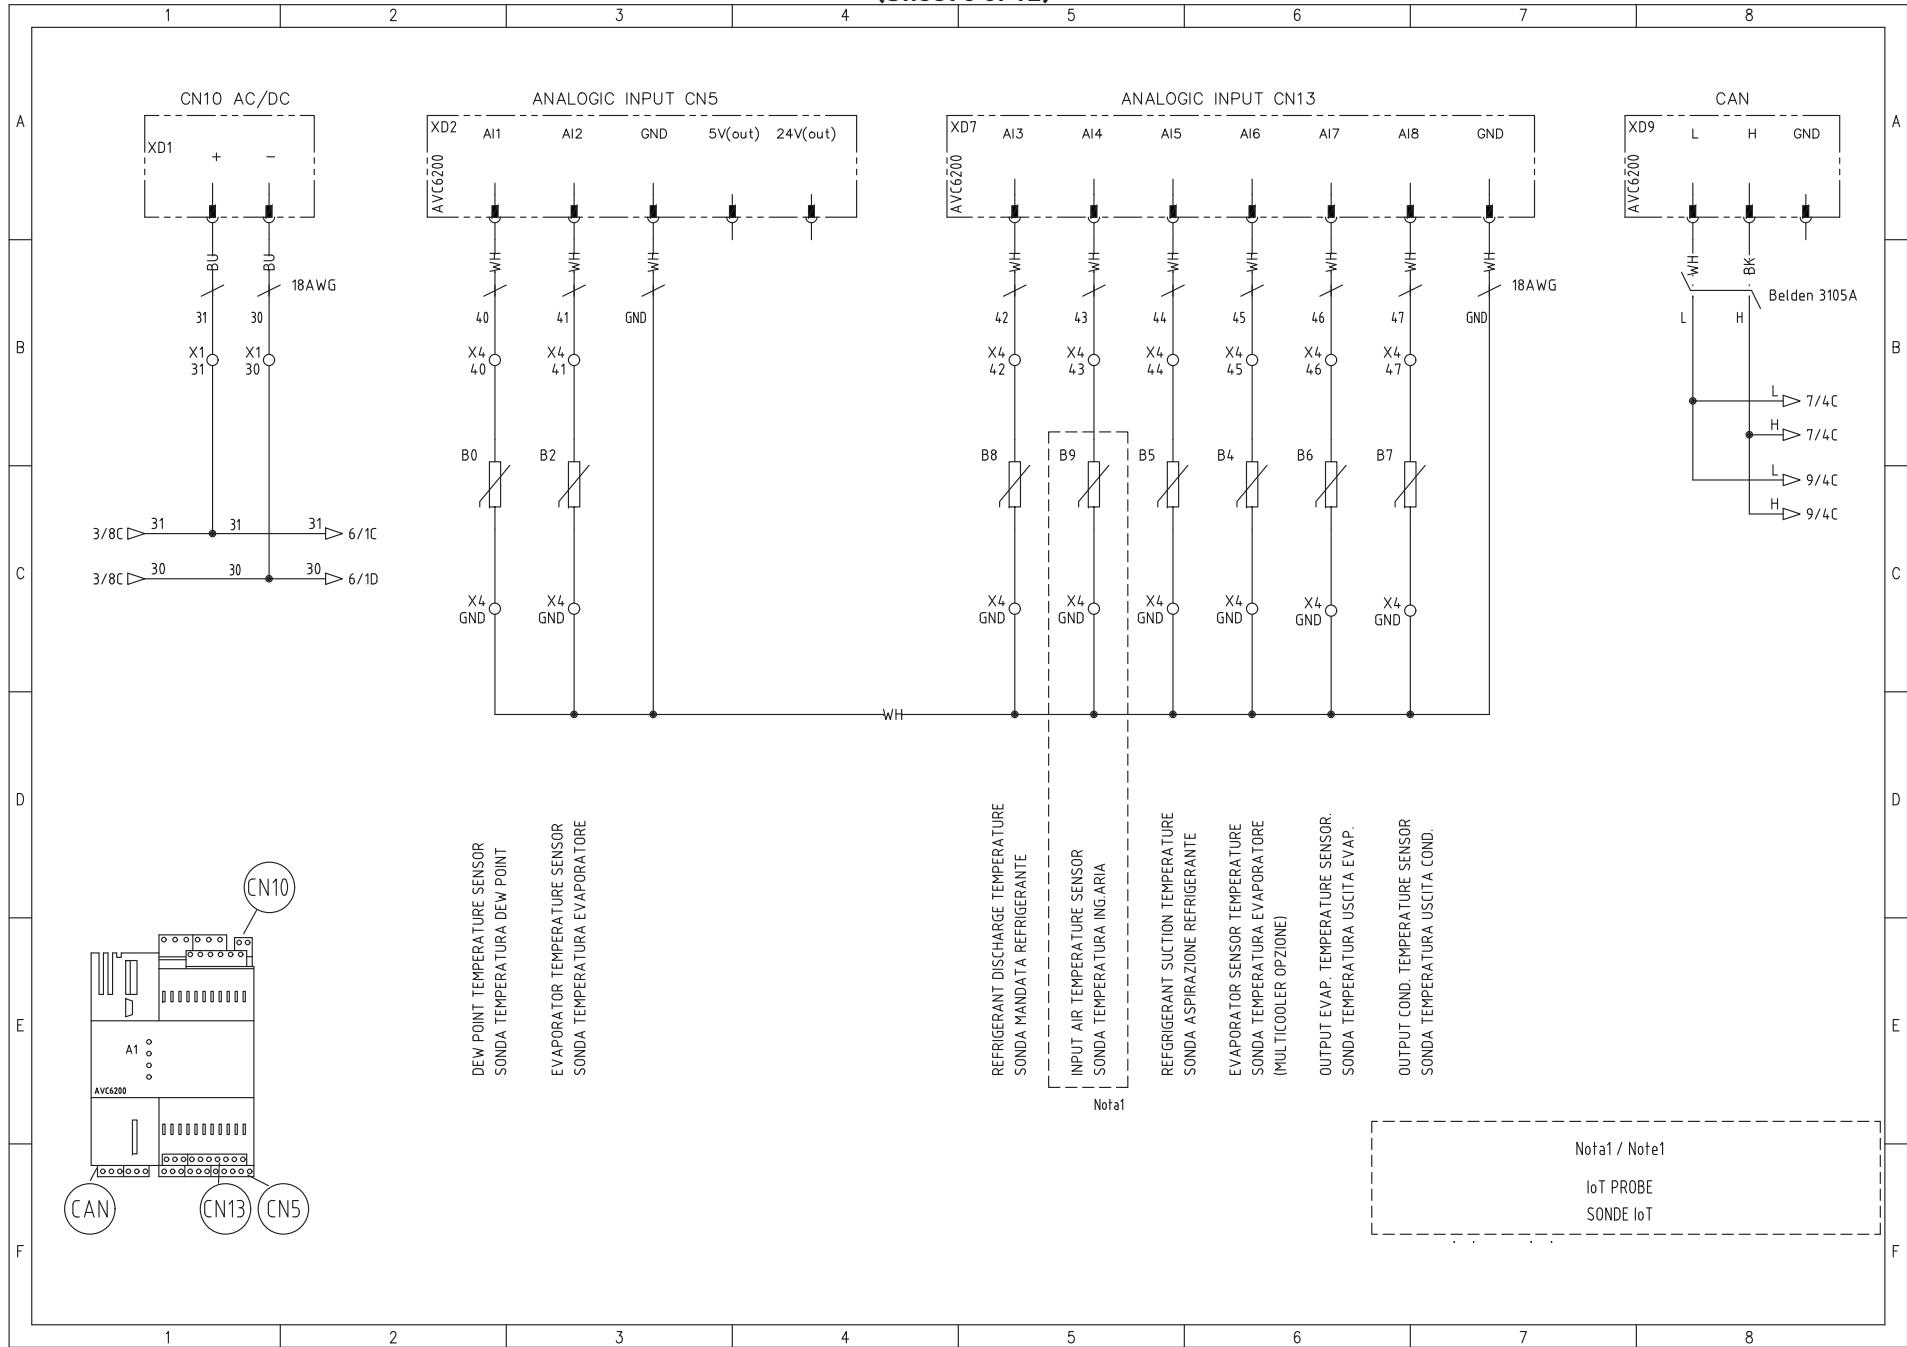 1 2 3 4 5 6 7 8
A A
B B
C C
D D
E E
F F
CN10 AC/DC
XD1
+ -
BU BU
18AWG
31 30
X1 X1
31 30
3/8C 31 31 31 6/1C
3/8C 30 30 30 6/1D
ANALOGIC INPUT CN5
XD2 AI1 AI2 GND 5V(out) 24V(out)
AVC6200
WH WH WH
40 41 GND
X4 X4
40 41
B0 B2
X4 X4
GND GND
WH
ANALOGIC INPUT CN13
XD7 AI3 AI4 AI5 AI6 AI7 AI8 GND
AVC6200
WH WH WH WH WH WH WH
18AWG
42 43 44 45 46 47 GND
X4 X4 X4 X4 X4 X4
42 43 44 45 46 47
B8 B9 B5 B4 B6 B7
X4 X4 X4 X4 X4 X4
GND GND GND GND GND GND
CAN
XD9 L H GND
AVC6200
WH BK
Belden 3105A
L H
L 7/4C
H 7/4C
L 9/4C
H 9/4C
DEW POINT TEMPERATURE SENSOR
SONDA TEMPERATURA DEW POINT
EVAPORATOR TEMPERATURE SENSOR
SONDA TEMPERATURA EVAPORATORE
REFRIGERANT DISCHARGE TEMPERATURE
SONDA MANDATA REFRIGERANTE
INPUT AIR TEMPERATURE SENSOR
SONDA TEMPERATURA ING.ARIA
REFGRIGERANT SUCTION TEMPERATURE
SONDA ASPIRAZIONE REFRIGERANTE
EVAPORATOR SENSOR TEMPERATURE
SONDA TEMPERATURA EVAPORATORE
(MULTICOOLER OPZIONE)
OUTPUT EVAP. TEMPERATURE SENSOR.
SONDA TEMPERATURA USCITA EVAP.
OUTPUT COND. TEMPERATURE SENSOR
SONDA TEMPERATURA USCITA COND.
Nota1
CN10
A1
AVC6200
CAN
CN13
CN5
Nota1 / Note1
IoT PROBE
SONDE IoT
1 2 3 4 5 6 7 8